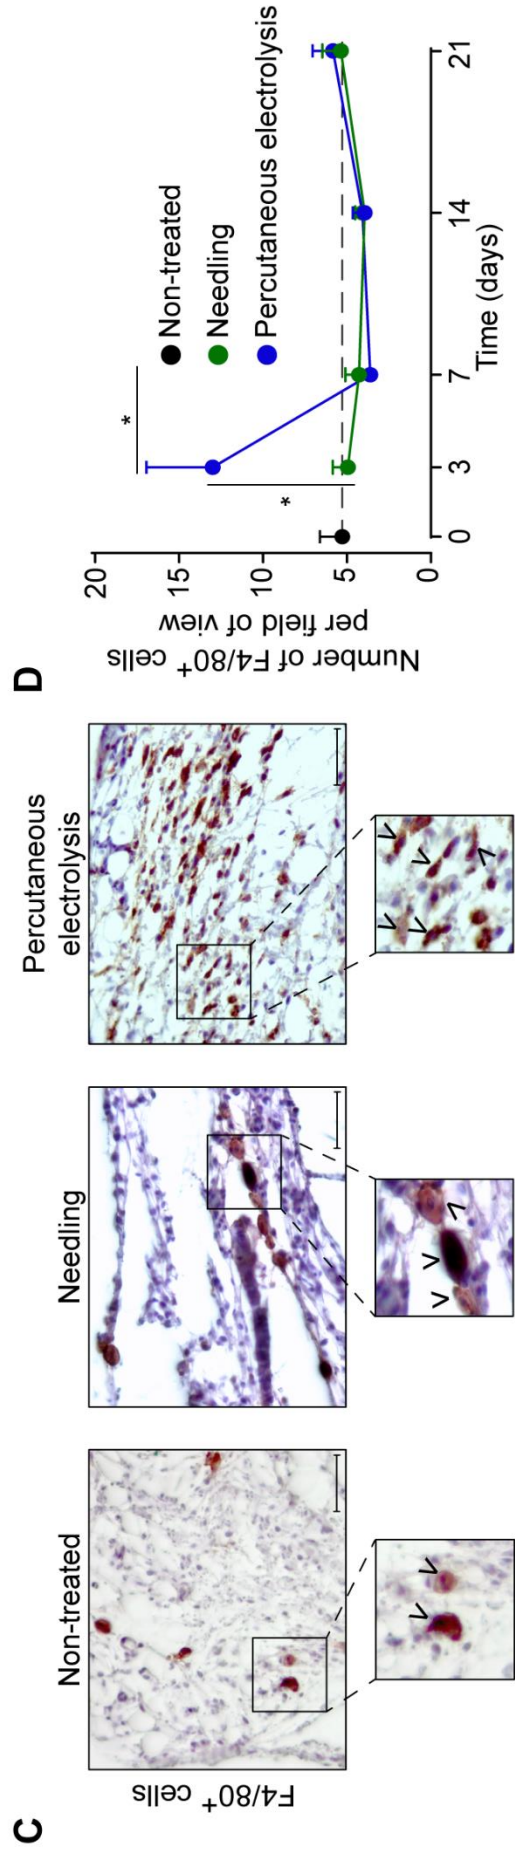 C
Non-treated
Needling
Percutaneous
electrolysis
F4/80⁺ cells
> >
> > >
> > > > >
D
Number of F4/80⁺ cells
per field of view
20
15
10
5
0
*
*
Non-treated
Needling
Percutaneous electrolysis
0 3 7 14 21
Time (days)